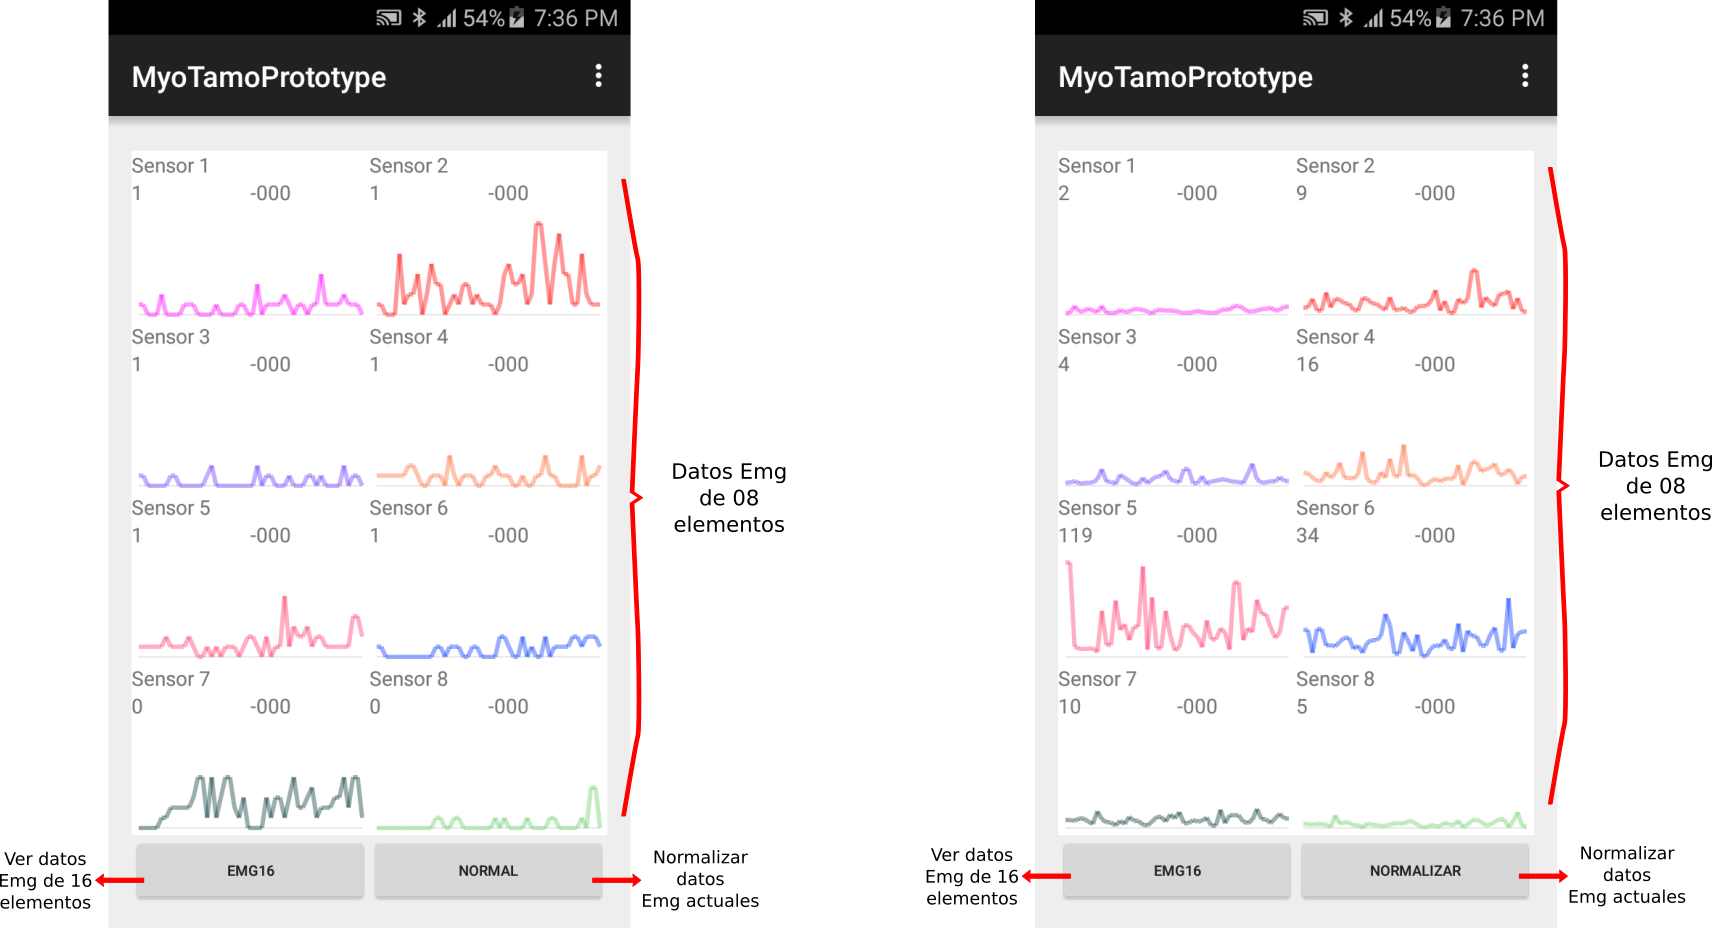 54% 7:36 PM
MyoTamoPrototype
Sensor 1 Sensor 2
1 -000 1 -000
Sensor 3 Sensor 4
1 -000 1 -000
Sensor 5 Sensor 6
1 -000 1 -000
Sensor 7 Sensor 8
0 -000 0 -000
EMG16 NORMAL
Datos Emg
de 08
elementos
Ver datos
Emg de 16
elementos
Normalizar
datos
Emg actuales
54% 7:36 PM
MyoTamoPrototype
Sensor 1 Sensor 2
2 -000 9 -000
Sensor 3 Sensor 4
4 -000 16 -000
Sensor 5 Sensor 6
119 -000 34 -000
Sensor 7 Sensor 8
10 -000 5 -000
EMG16 NORMALIZAR
Datos Emg
de 08
elementos
Ver datos
Emg de 16
elementos
Normalizar
datos
Emg actuales